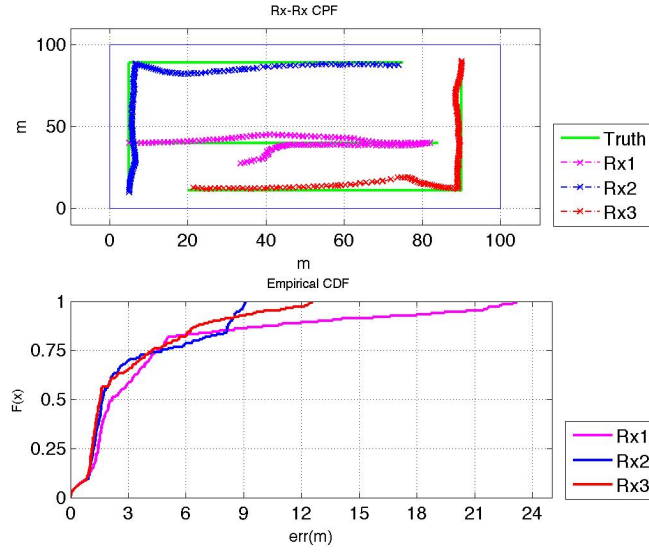 Rx-Rx CPF
100
50
0
m
0 20 40 60 80 100
m
Truth
Rx1
Rx2
Rx3
Empirical CDF
1
0.75
0.5
0.25
0
F(x)
0 3 6 9 12 15 18 21 24
err(m)
Rx1
Rx2
Rx3